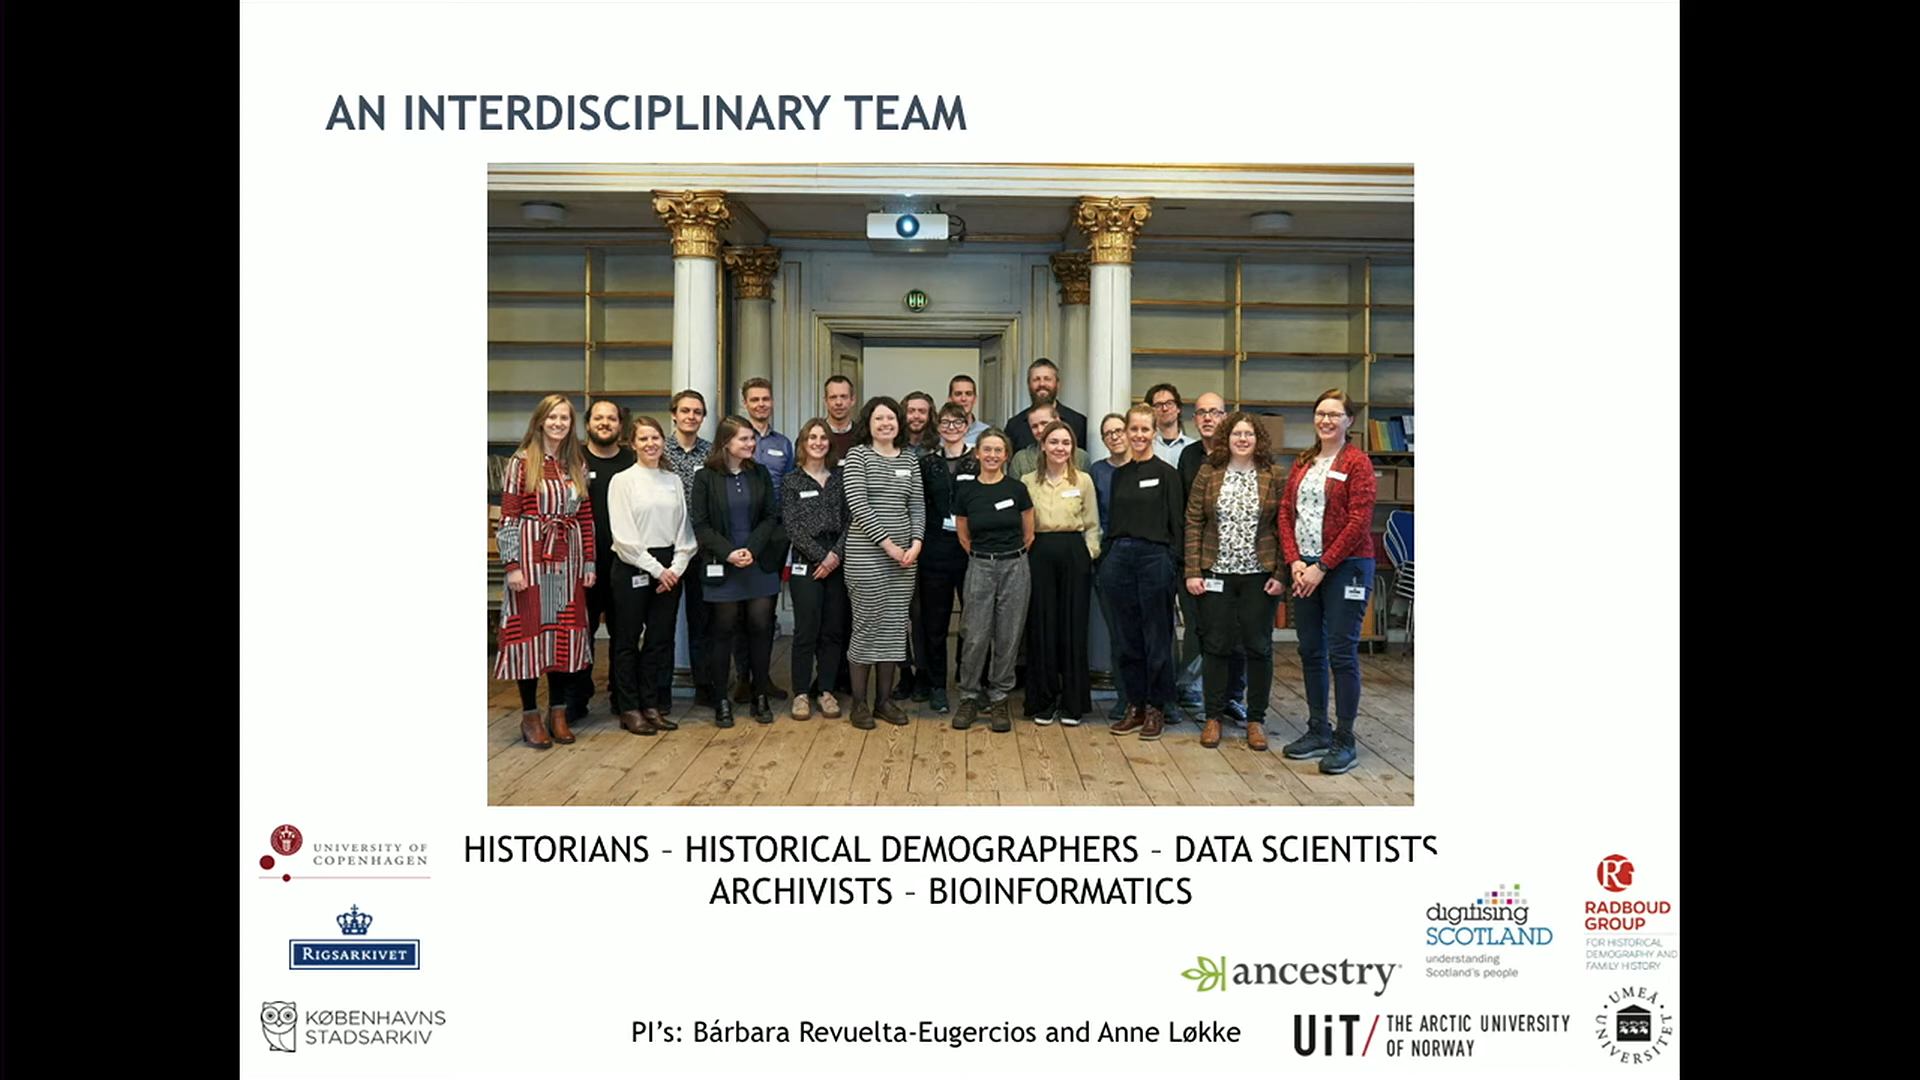 AN INTERDISCIPLINARY TEAM
HISTORIANS – HISTORICAL DEMOGRAPHERS – DATA SCIENTISTS
ARCHIVISTS – BIOINFORMATICS
UNIVERSITY OF
COPENHAGEN
RIGSARKIVET
KØBENHAVNS
STADSARKIV
PI's: Bárbara Revuelta-Eugercios and Anne Løkke
ancestry
digitising
SCOTLAND
understanding
Scotland's people
RADBOUD
GROUP
FOR HISTORICAL
DEMOGRAPHY AND
FAMILY HISTORY
UiT / THE ARCTIC UNIVERSITY
OF NORWAY
UMEÅ UNIVERSITET